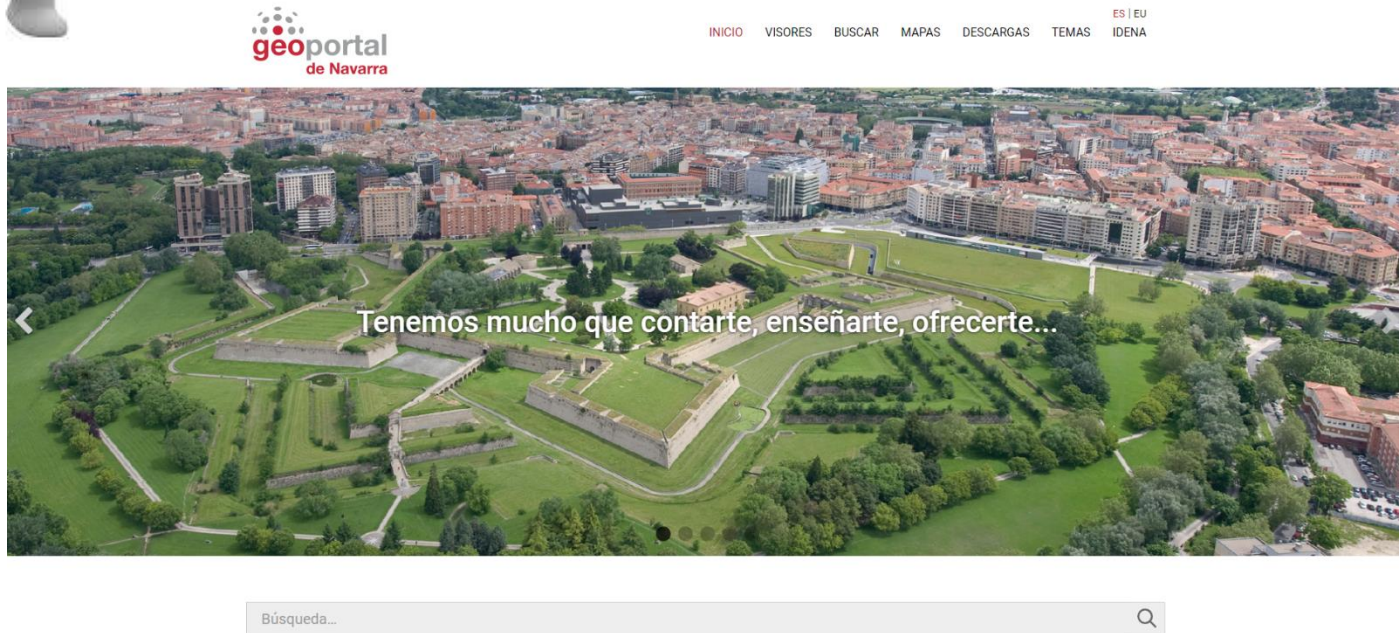 geoportal
de Navarra
ES | EU
INICIO VISORES BUSCAR MAPAS DESCARGAS TEMAS IDENA
Tenemos mucho que contarte, enseñarte, ofrecerte...
Búsqueda...